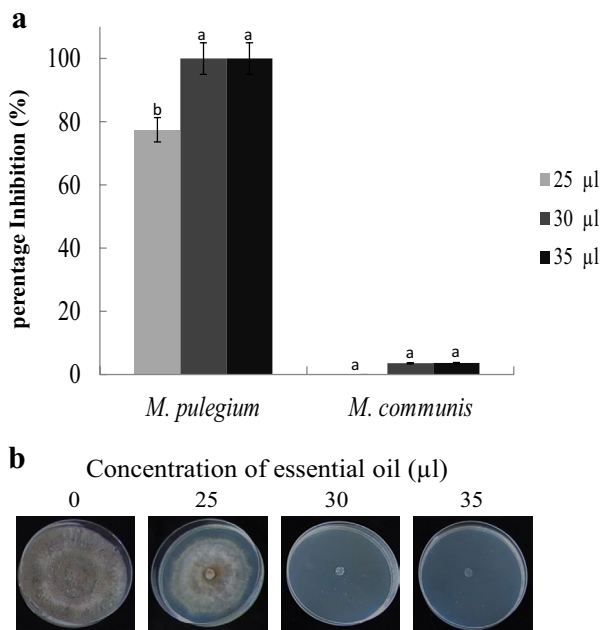 a
perentage Inhibition (%)
100
80
60
40
20
0
b
a
a
a
a
a
M. pulegium
M. communis
25 µl
30 µl
35 µl
b
Concentration of essential oil (µl)
0 25 30 35